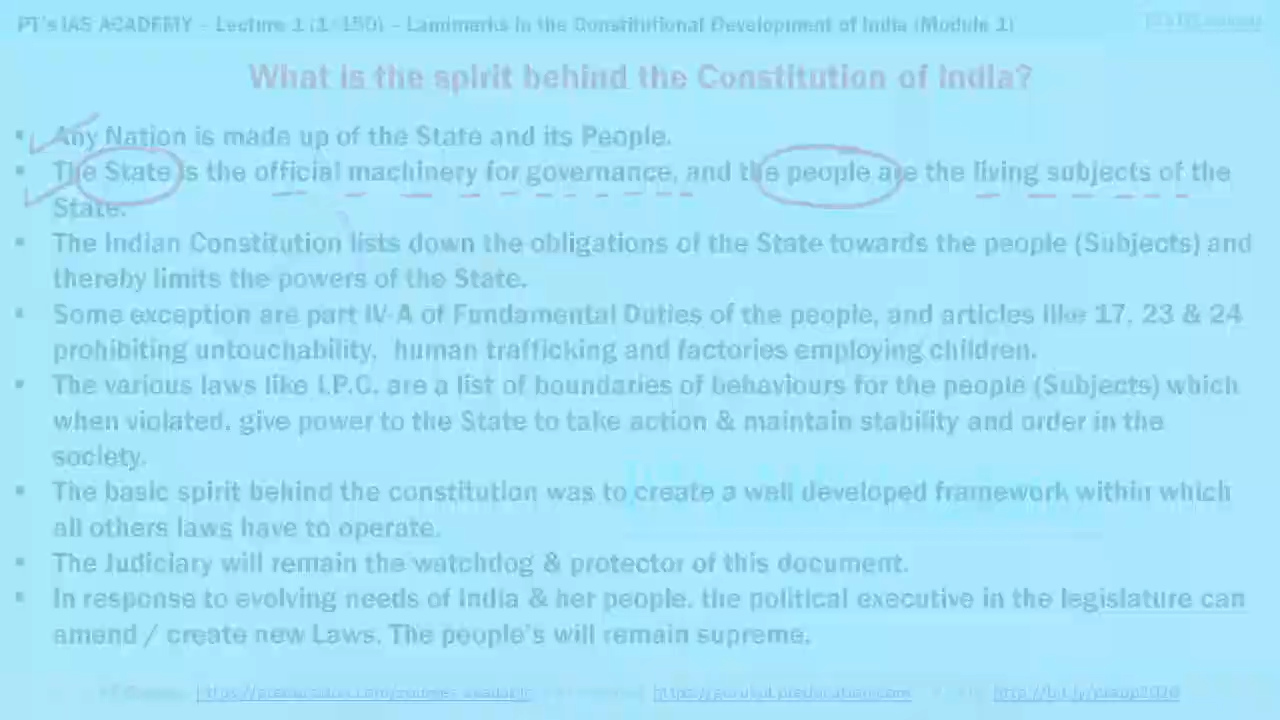 PT's IAS ACADEMY - Lecture 1 (1-150) - Landmarks in the Constitutional Development of India (Module 1)
What is the spirit behind the Constitution of India?
▪ Any Nation is made up of the State and its People.
▪ The State is the official machinery for governance, and the people are the living subjects of the
State.
▪ The Indian Constitution lists down the obligations of the State towards the people (Subjects) and
thereby limits the powers of the State.
▪ Some exception are part IV-A of Fundamental Duties of the people, and articles like 17, 23 & 24
prohibiting untouchability, human trafficking and factories employing children.
▪ The various laws like I.P.C. are a list of boundaries of behaviours for the people (Subjects) which
when violated, give power to the State to take action & maintain stability and order in the
society.
▪ The basic spirit behind the constitution was to create a well developed framework within which
all others laws have to operate.
▪ The Judiciary will remain the watchdog & protector of this document.
▪ In response to evolving needs of India & her people, the political executive in the legislature can
amend / create new Laws. The people's will remain supreme.